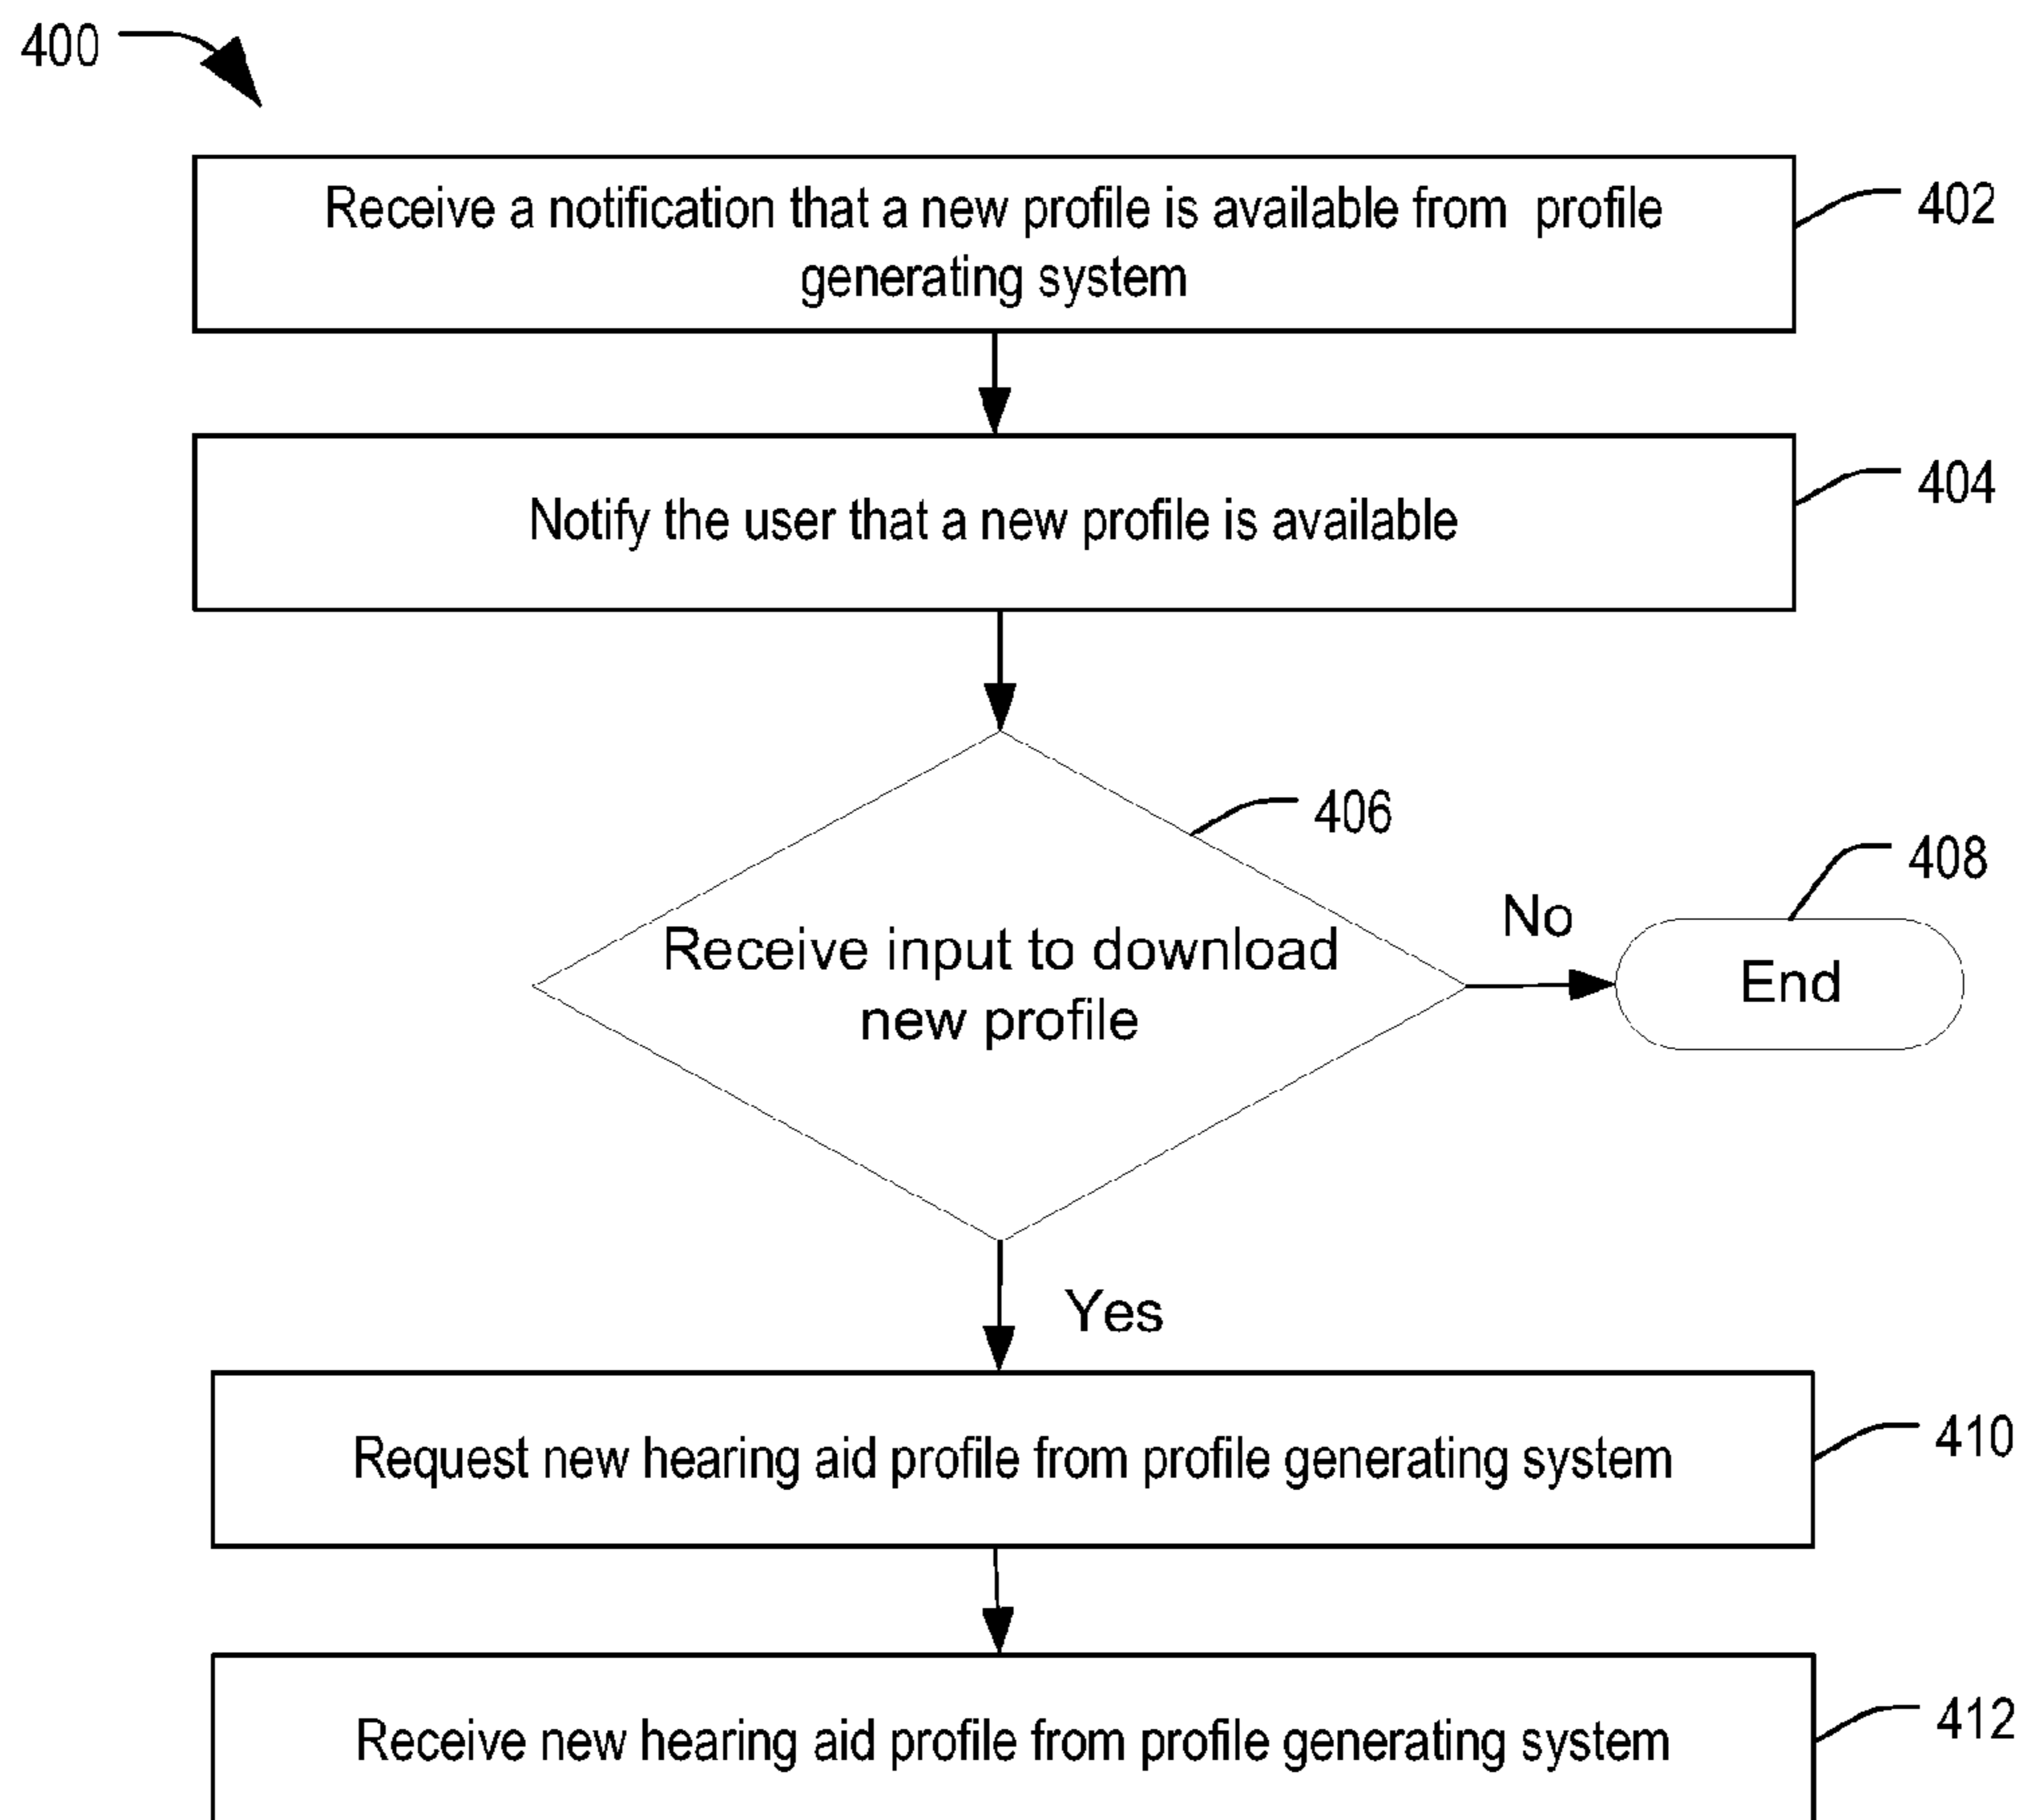 400
Receive a notification that a new profile is available from profile
generating system
402
Notify the user that a new profile is available
404
406
Receive input to download
new profile
No
408
End
Yes
Request new hearing aid profile from profile generating system
410
Receive new hearing aid profile from profile generating system
412